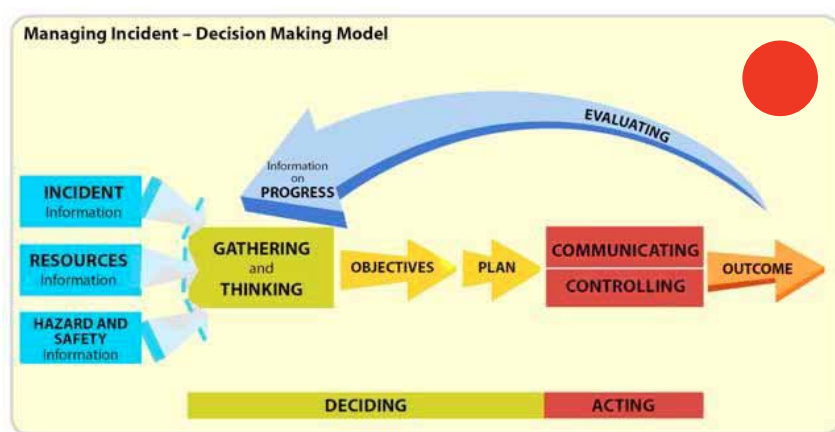 Managing Incident – Decision Making Model
EVALUATING
Information
on
PROGRESS
INCIDENT
Information
RESOURCES
Information
HAZARD AND
SAFETY
Information
GATHERING
and
THINKING
OBJECTIVES
PLAN
COMMUNICATING
CONTROLLING
OUTCOME
DECIDING
ACTING